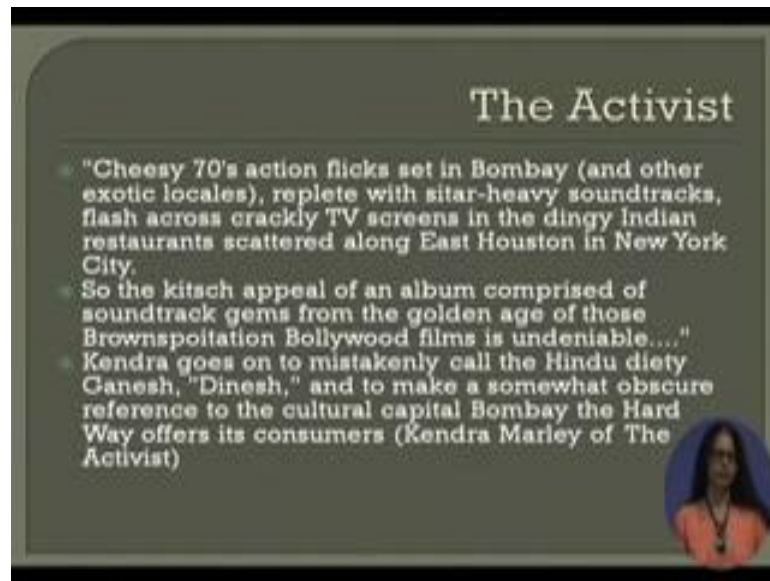 The Activist
"Cheesy 70's action flicks set in Bombay (and other
exotic locales), replete with sitar-heavy soundtracks,
flash across crackly TV screens in the dingy Indian
restaurants scattered along East Houston in New York
City.
So the kitsch appeal of an album comprised of
soundtrack gems from the golden age of those
Brownspoitation Bollywood films is undeniable...."
Kendra goes on to mistakenly call the Hindu diety
Ganesh, "Dinesh," and to make a somewhat obscure
reference to the cultural capital Bombay the Hard
Way offers its consumers (Kendra Marley of The
Activist)